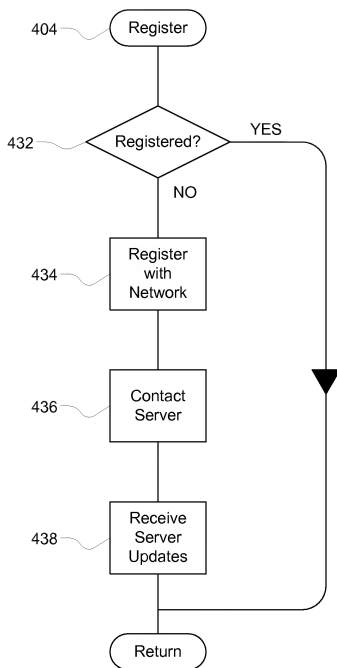 404
Register
432
Registered?
YES
NO
434
Register
with
Network
436
Contact
Server
438
Receive
Server
Updates
Return